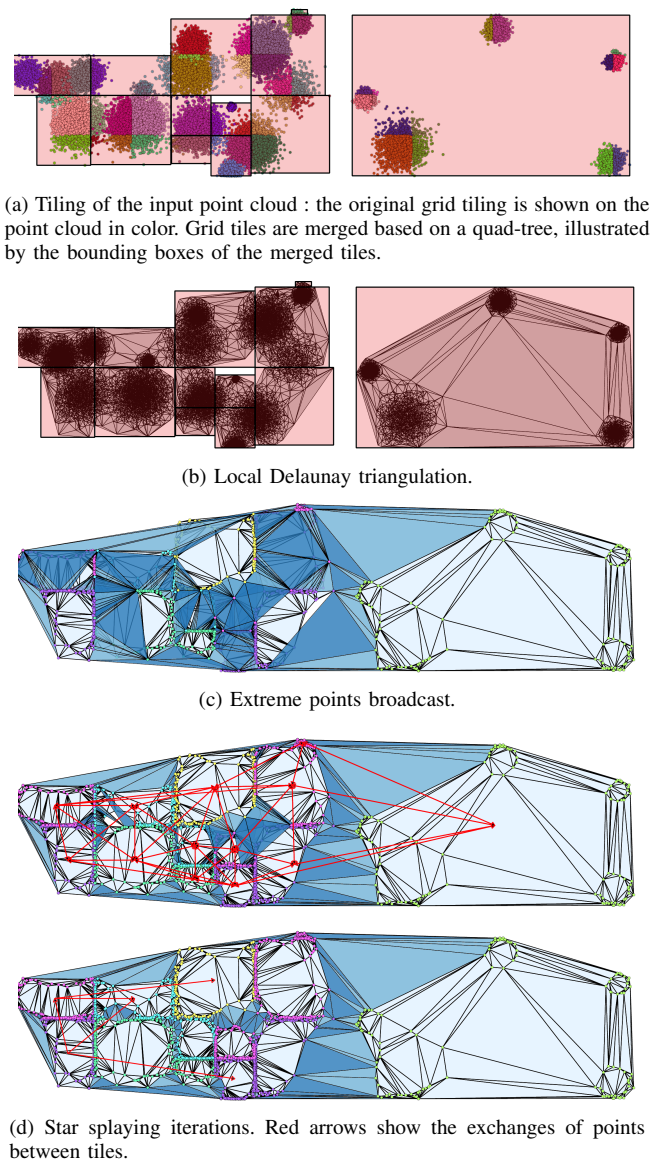 (a) Tiling of the input point cloud : the original grid tiling is shown on the
point cloud in color. Grid tiles are merged based on a quad-tree, illustrated
by the bounding boxes of the merged tiles.
(b) Local Delaunay triangulation.
(c) Extreme points broadcast.
(d) Star splaying iterations. Red arrows show the exchanges of points
between tiles.